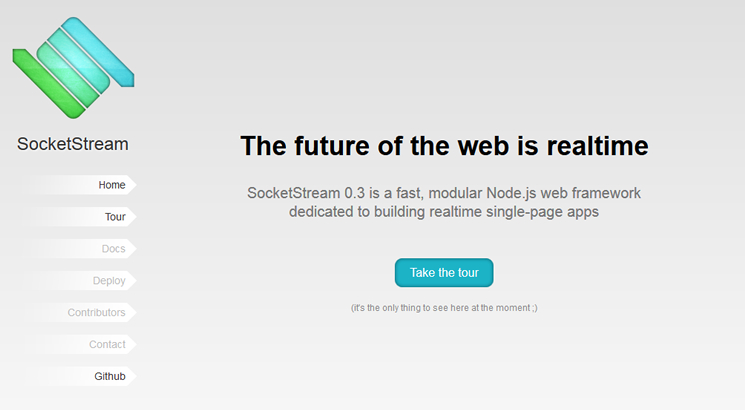 SocketStream
Home
Tour
Docs
Deploy
Contributors
Contact
Github
The future of the web is realtime
SocketStream 0.3 is a fast, modular Node.js web framework
dedicated to building realtime single-page apps
Take the tour
(it's the only thing to see here at the moment ;)